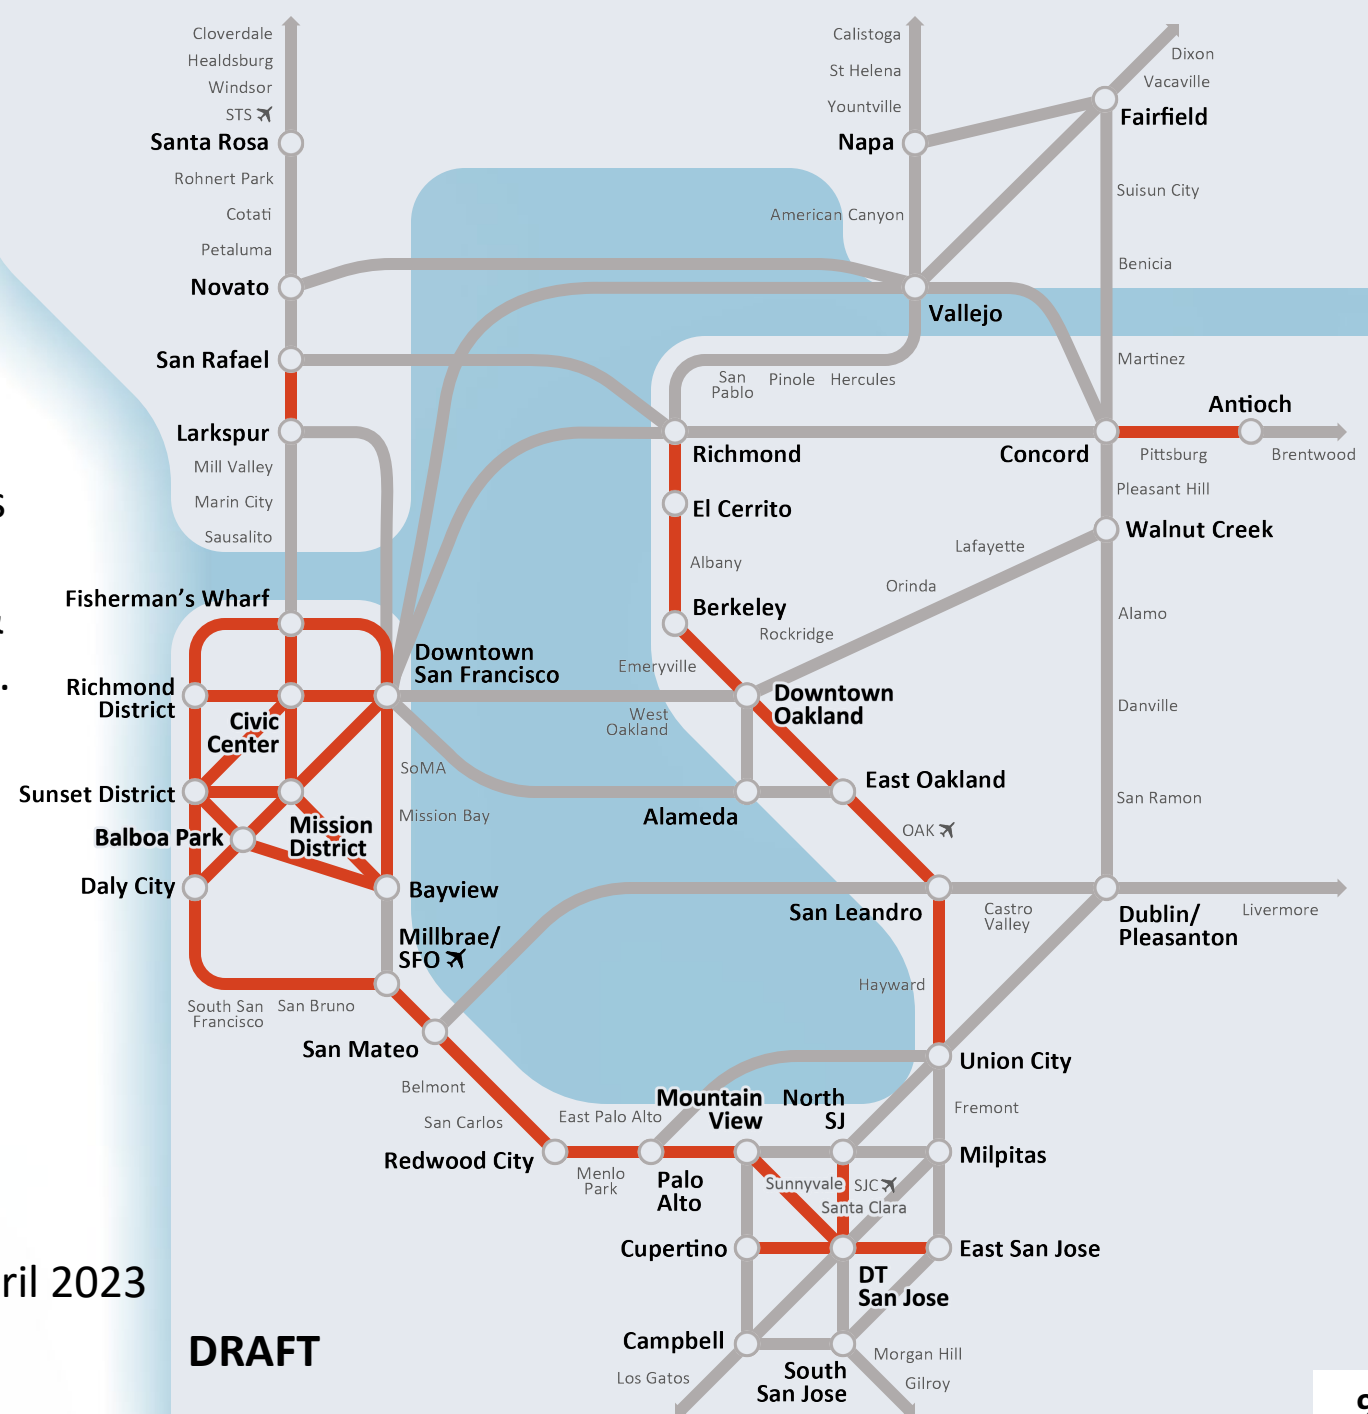 Cloverdale
Healdsburg
Windsor
STS
Santa Rosa
Rohnert Park
Cotati
Petaluma
Novato
San Rafael
Larkspur
Mill Valley
Marin City
Sausalito
Fisherman's Wharf
Calistoga
St Helena
Yountville
Napa
American Canyon
Vallejo
Dixon
Vacaville
Fairfield
Suisun City
Benicia
Martinez
San
Pablo
Pinole
Hercules
Antioch
Richmond
Concord
Pittsburg
Brentwood
Pleasant Hill
El Cerrito
Walnut Creek
Lafayette
Albany
Orinda
Berkeley
Rockridge
Alamo
Emeryville
Downtown
San Francisco
Richmond
District
Civic
Center
West
Oakland
Downtown
Oakland
Danville
SoMA
Sunset District
East Oakland
San Ramon
Mission Bay
Alameda
Mission
District
Balboa Park
OAK
Daly City
Bayview
San Leandro
Castro
Valley
Dublin/
Pleasanton
Livermore
Millbrae/
SFO
Hayward
South San
Francisco
San Bruno
San Mateo
Union City
Belmont
San Carlos
East Palo Alto
Mountain
View
North
SJ
Fremont
Redwood City
Menlo
Park
Palo
Alto
Milpitas
Sunnyvale
SJC
Santa Clara
Cupertino
East San Jose
DT
San Jose
ril 2023
DRAFT
Campbell
South
San Jose
Los Gatos
Morgan Hill
Gilroy